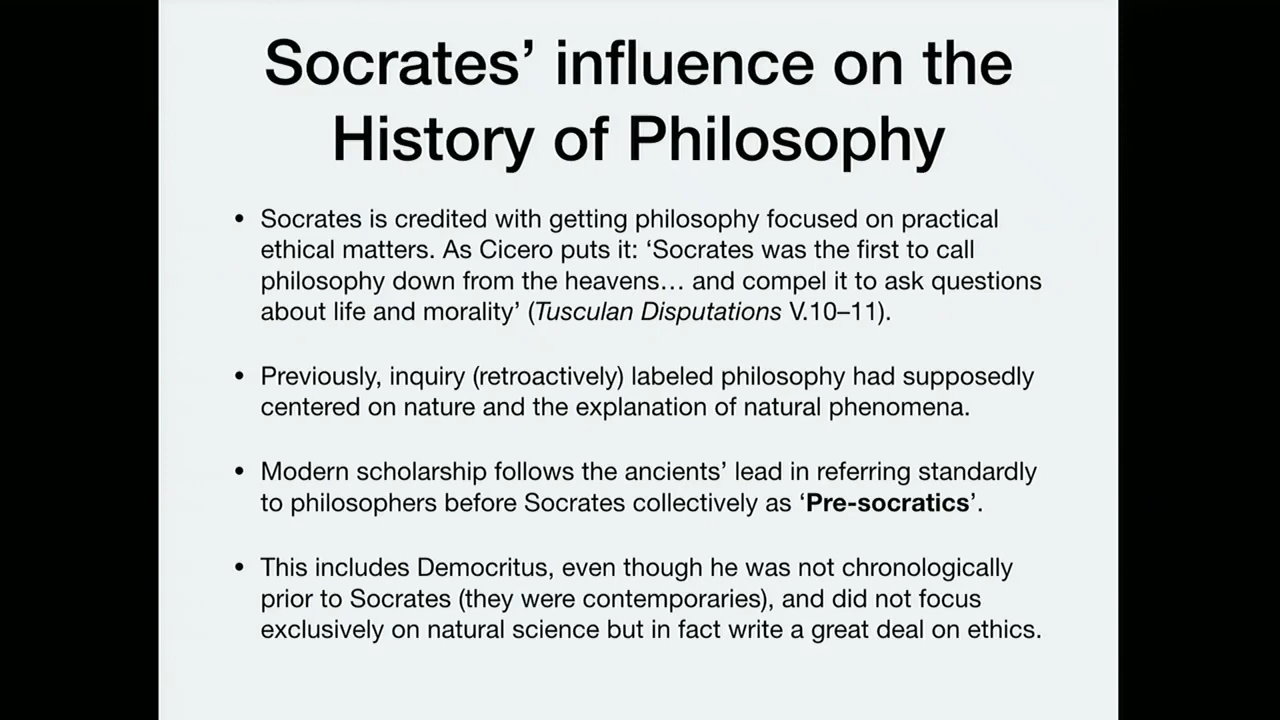 Socrates’ influence on the
History of Philosophy
• Socrates is credited with getting philosophy focused on practical
ethical matters. As Cicero puts it: ‘Socrates was the first to call
philosophy down from the heavens… and compel it to ask questions
about life and morality’ (Tusculan Disputations V.10–11).
• Previously, inquiry (retroactively) labeled philosophy had supposedly
centered on nature and the explanation of natural phenomena.
• Modern scholarship follows the ancients’ lead in referring standardly
to philosophers before Socrates collectively as ‘Pre-socratics’.
• This includes Democritus, even though he was not chronologically
prior to Socrates (they were contemporaries), and did not focus
exclusively on natural science but in fact write a great deal on ethics.